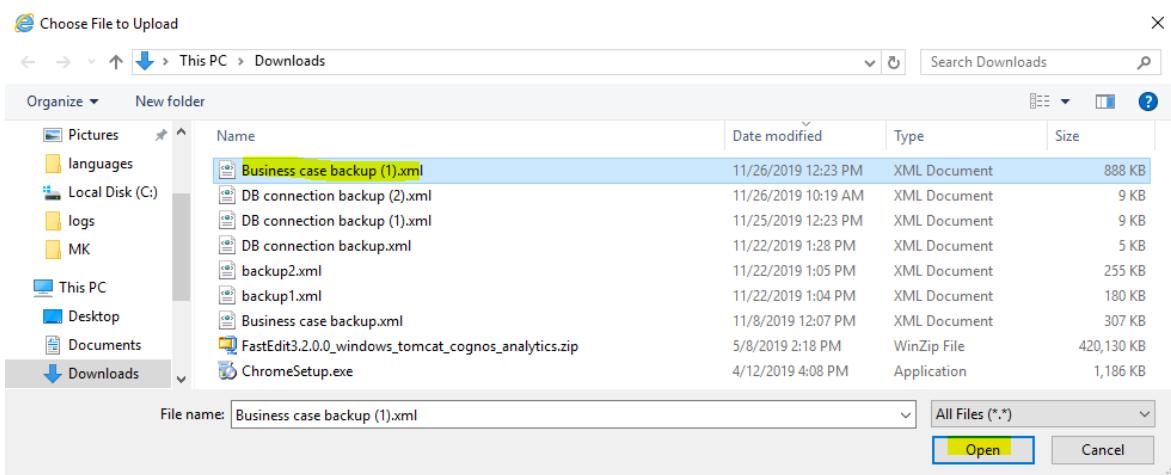 Choose File to Upload
This PC > Downloads
Search Downloads
Organize
New folder
Pictures
languages
Local Disk (C:)
logs
MK
This PC
Desktop
Documents
Downloads
Name Date modified Type Size
Business case backup (1).xml 11/26/2019 12:23 PM XML Document 888 KB
DB connection backup (2).xml 11/26/2019 10:19 AM XML Document 9 KB
DB connection backup (1).xml 11/25/2019 12:23 PM XML Document 9 KB
DB connection backup.xml 11/22/2019 1:28 PM XML Document 5 KB
backup2.xml 11/22/2019 1:05 PM XML Document 255 KB
backup1.xml 11/22/2019 1:04 PM XML Document 180 KB
Business case backup.xml 11/8/2019 12:07 PM XML Document 307 KB
FastEdit3.2.0.0_windows_tomcat_cognos_analytics.zip 5/8/2019 2:18 PM WinZip File 420,130 KB
ChromeSetup.exe 4/12/2019 4:08 PM Application 1,186 KB
File name: Business case backup (1).xml All Files (*.*)
Open Cancel